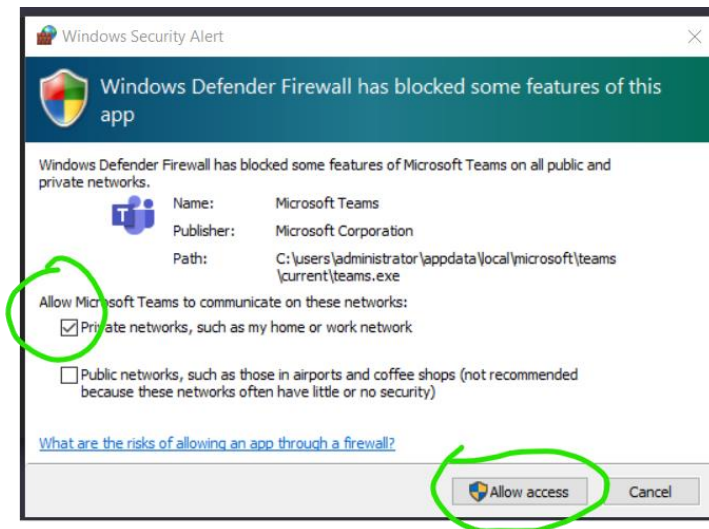 Windows Security Alert
Windows Defender Firewall has blocked some features of this
app
Windows Defender Firewall has blocked some features of Microsoft Teams on all public and
private networks.
T
Name: Microsoft Teams
Publisher: Microsoft Corporation
Path: C:\users\administrator\appdata\local\microsoft\teams
\current\teams.exe
Allow Microsoft Teams to communicate on these networks:
Private networks, such as my home or work network
Public networks, such as those in airports and coffee shops (not recommended
because these networks often have little or no security)
What are the risks of allowing an app through a firewall?
Allow access Cancel